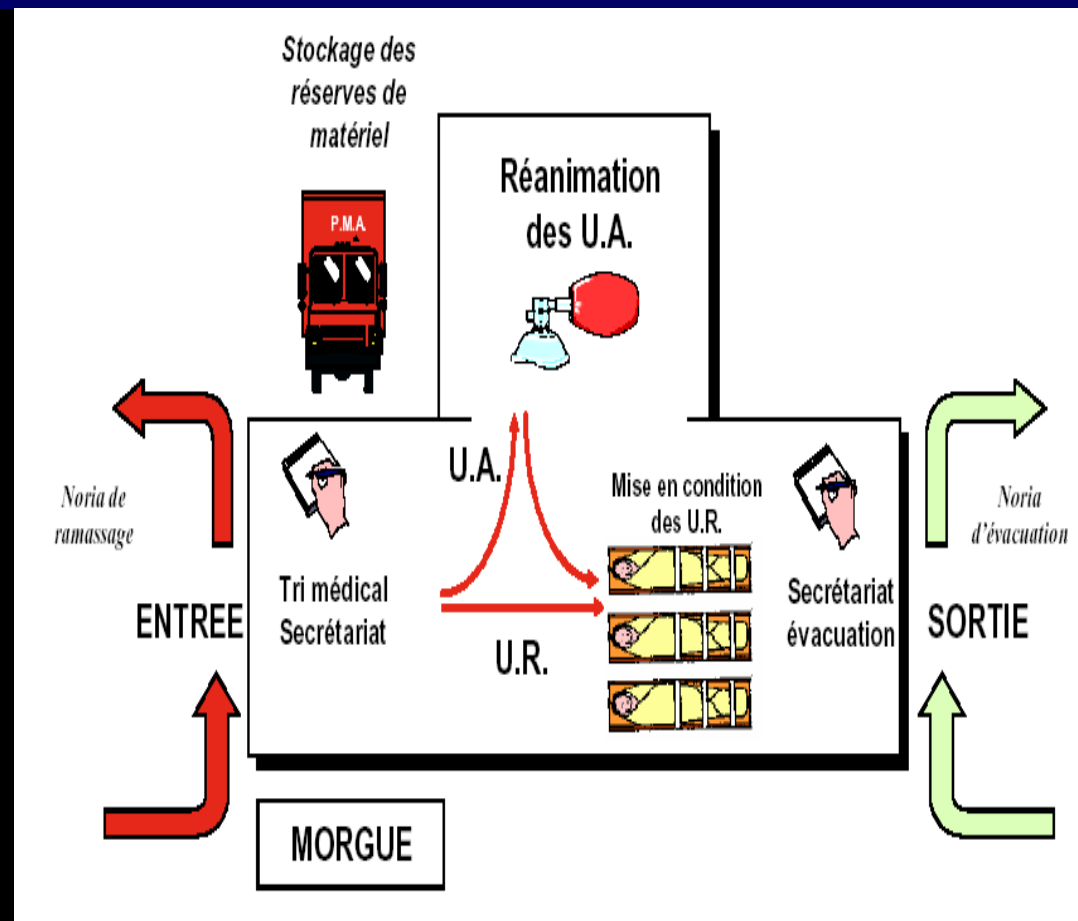 Stockage des
réserves de
matériel
P.M.A.
Réanimation
des U.A.
U.A.
Mise en condition
des U.R.
Noria de
ramassage
Noria
d'évacuation
ENTREE
Tri médical
Secrétariat
U.R.
Secrétariat
évacuation
SORTIE
MORGUE